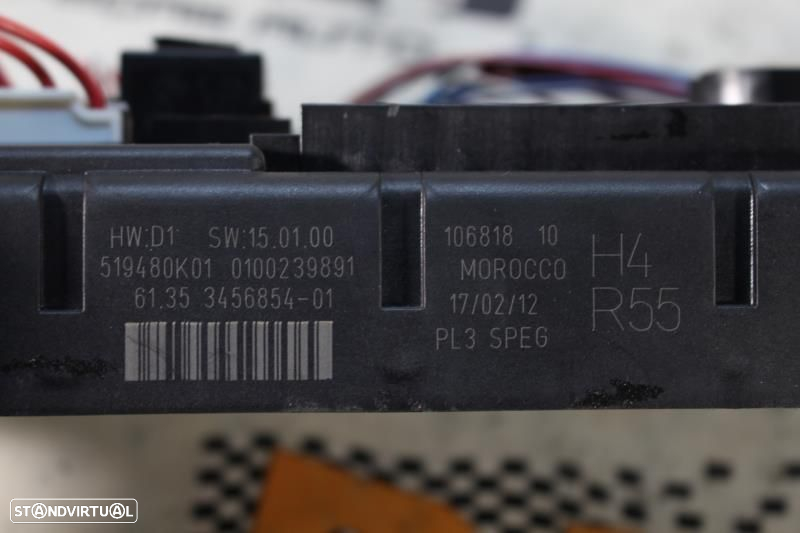 HW:D1 SW:15.01.00
519480K01 0100239891
61.35 3456854-01
106818 10
MOROCCO
17/02/12
PL3 SPEG
H4
R55
STANDVIRTUAL